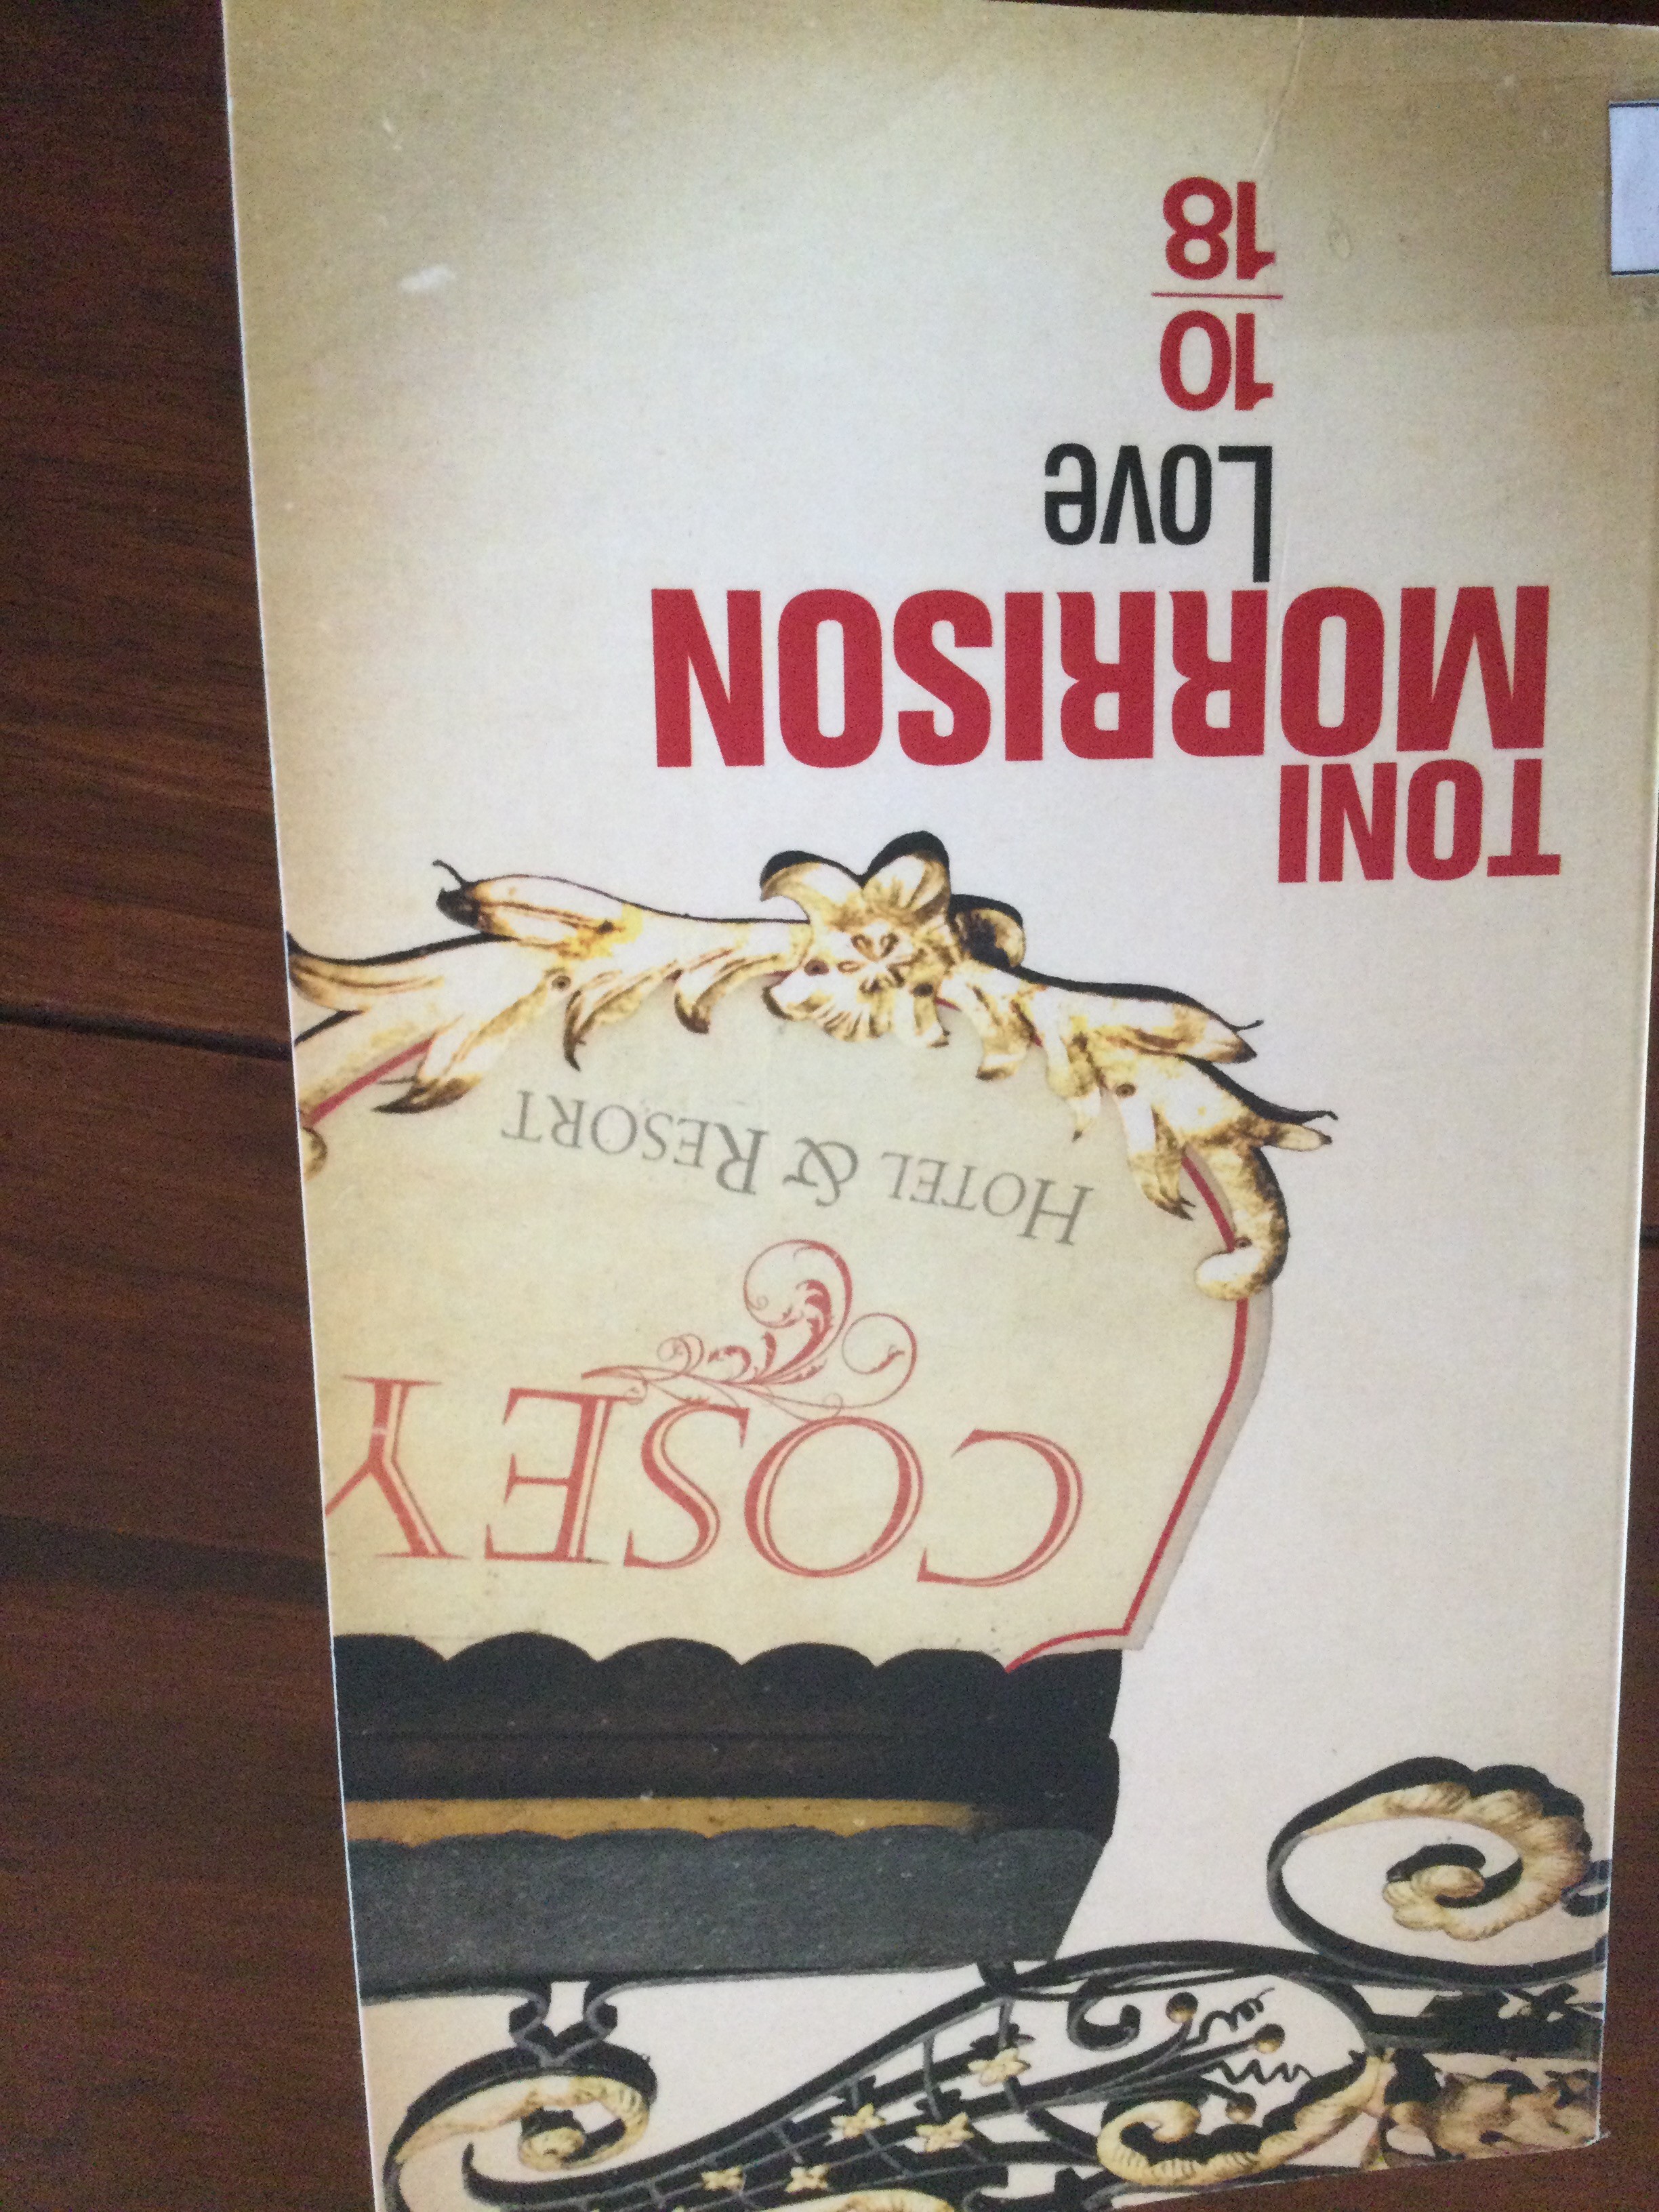 COSEY
HOTEL & RESORT
TONI
MORRISON
Love
10
18